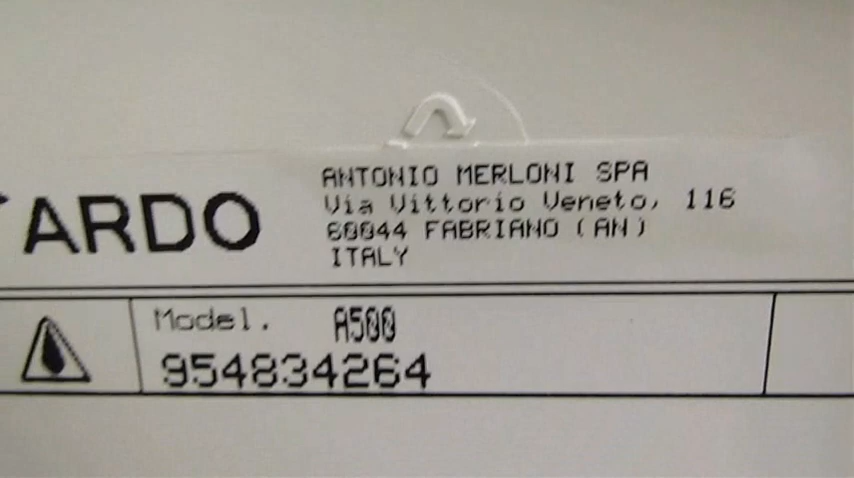 ARDO
ANTONIO MERLONI SPA
Via Vittorio Veneto, 116
60044 FABRIANO (AN)
ITALY
Model. A500
954834264